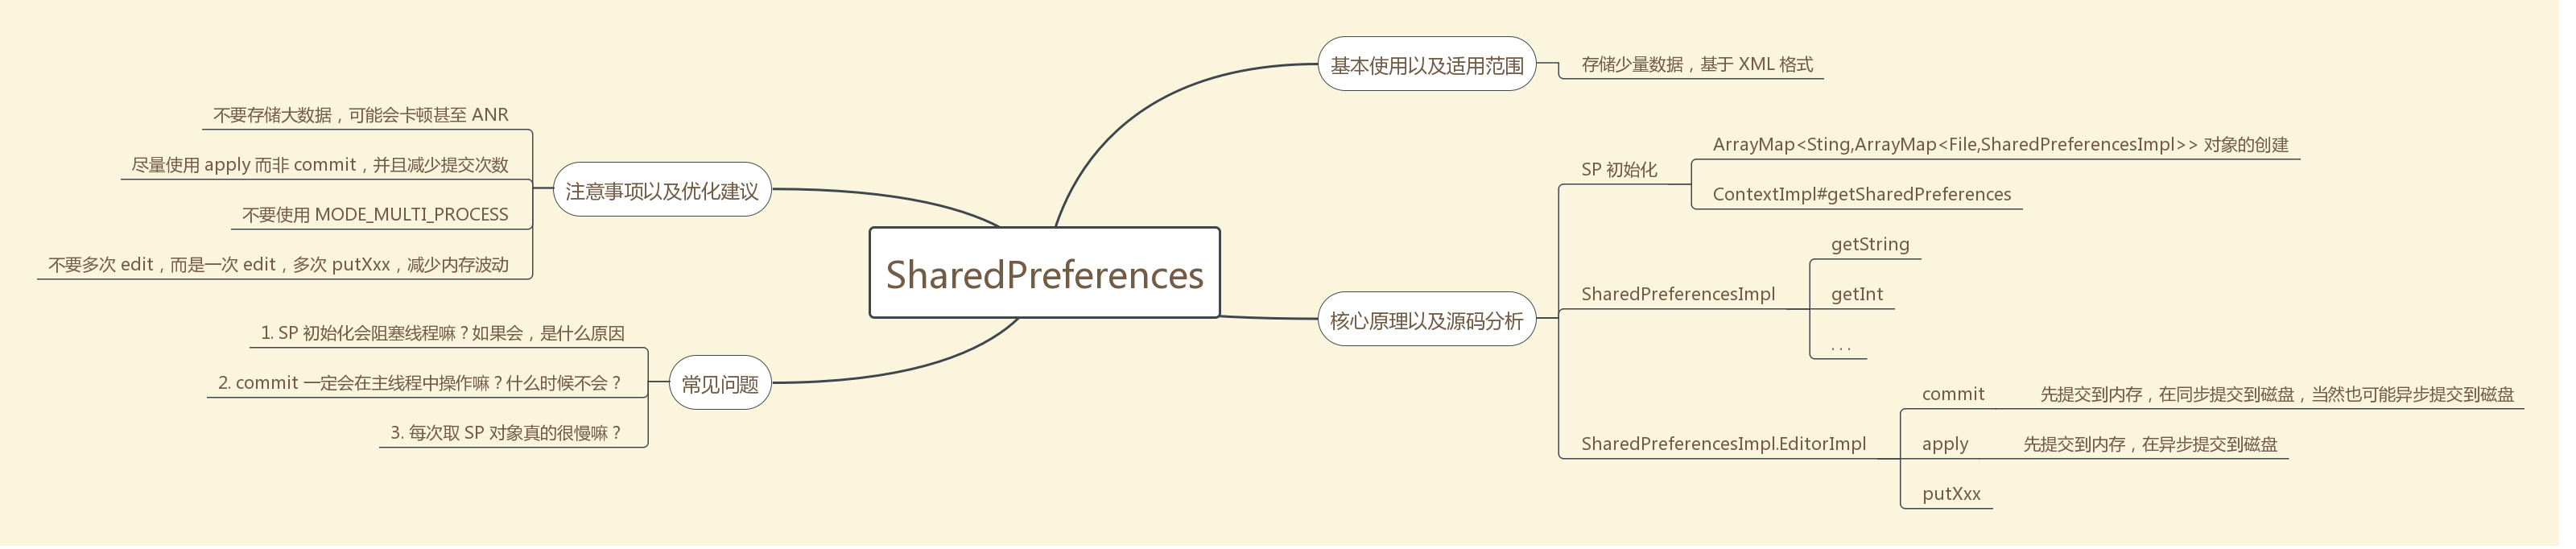 SharedPreferences
基本使用以及适用范围
存储少量数据，基于 XML 格式
核心原理以及源码分析
SP 初始化
ArrayMap<Sting,ArrayMap<File,SharedPreferencesImpl>> 对象的创建
ContextImpl#getSharedPreferences
SharedPreferencesImpl
getString
getInt
...
SharedPreferencesImpl.EditorImpl
commit
先提交到内存，在同步提交到磁盘，当然也可能异步提交到磁盘
apply
先提交到内存，在异步提交到磁盘
putXxx
注意事项以及优化建议
不要存储大数据，可能会卡顿甚至 ANR
尽量使用 apply 而非 commit，并且减少提交次数
不要使用 MODE_MULTI_PROCESS
不要多次 edit，而是一次 edit，多次 putXxx，减少内存波动
常见问题
1. SP 初始化会阻塞线程嘛？如果会，是什么原因
2. commit 一定会在主线程中操作嘛？什么时候不会？
3. 每次取 SP 对象真的很慢嘛？